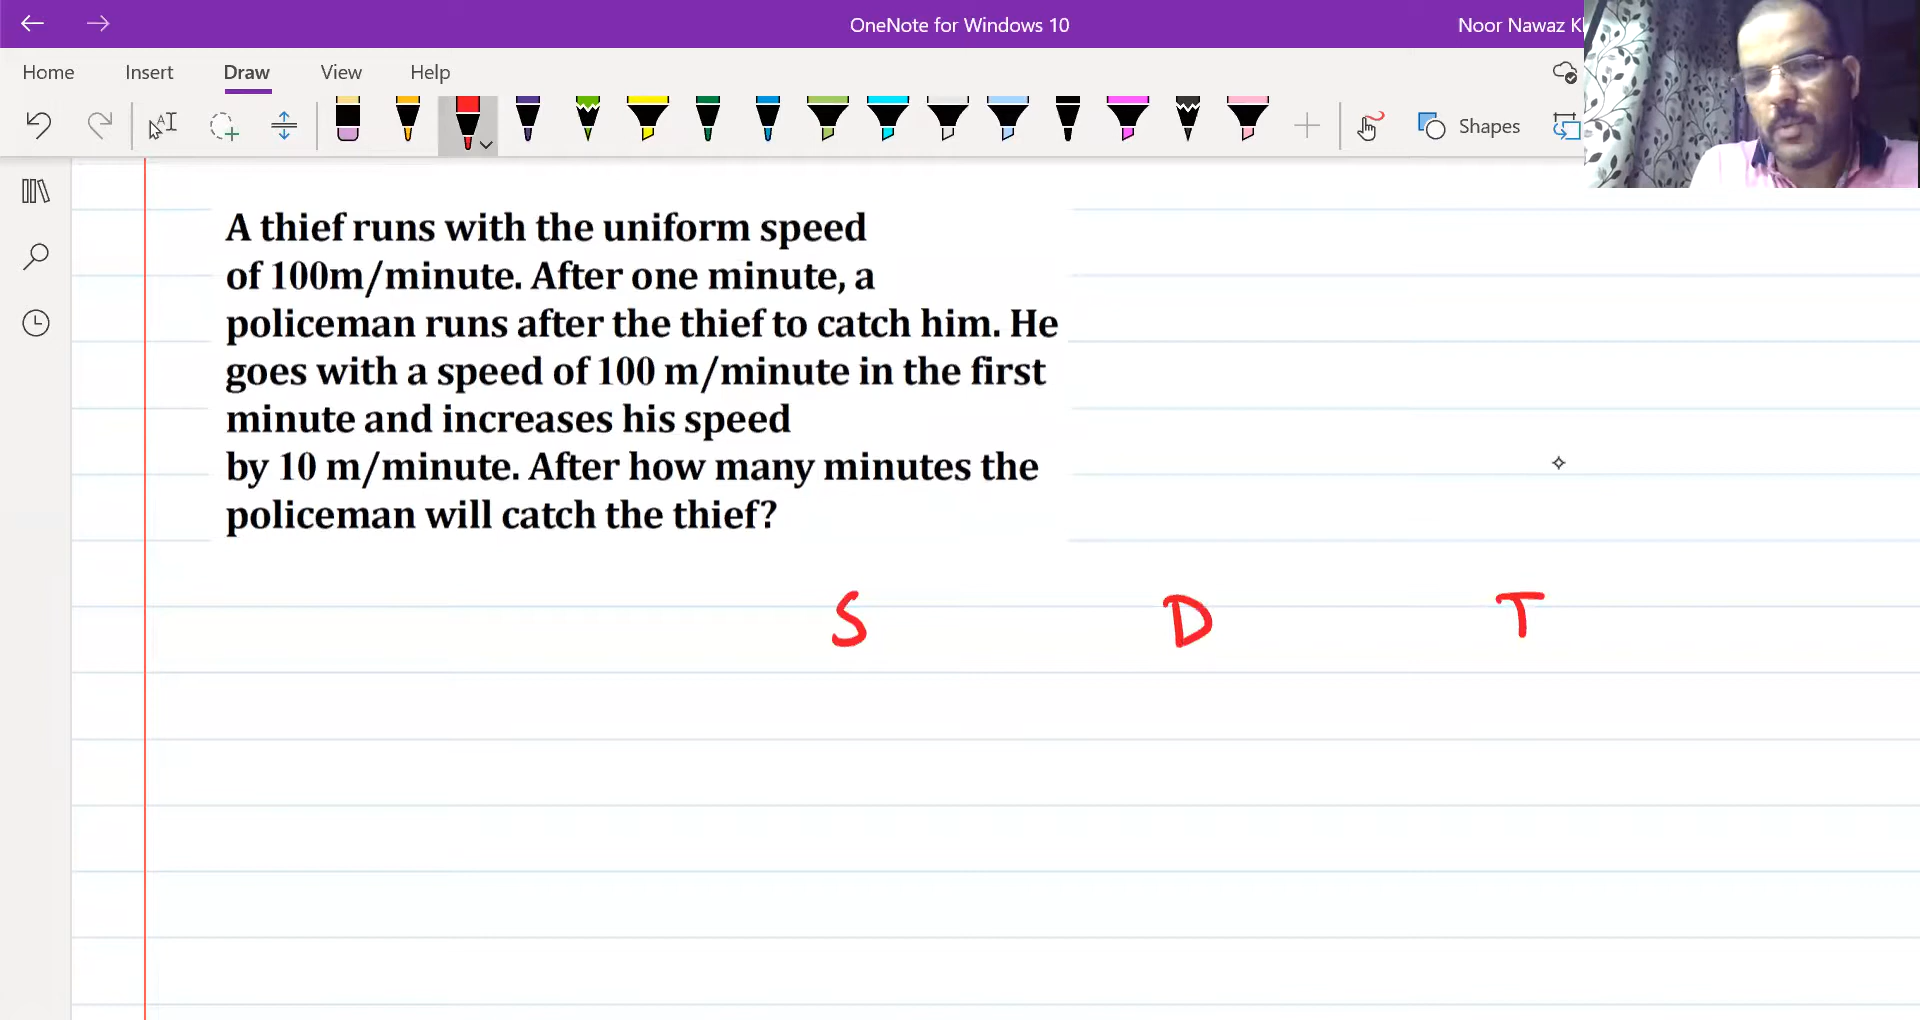 OneNote for Windows 10
Noor Nawaz
Home Insert Draw View Help
Shapes
A thief runs with the uniform speed
of 100m/minute. After one minute, a
policeman runs after the thief to catch him. He
goes with a speed of 100 m/minute in the first
minute and increases his speed
by 10 m/minute. After how many minutes the
policeman will catch the thief?
S D T